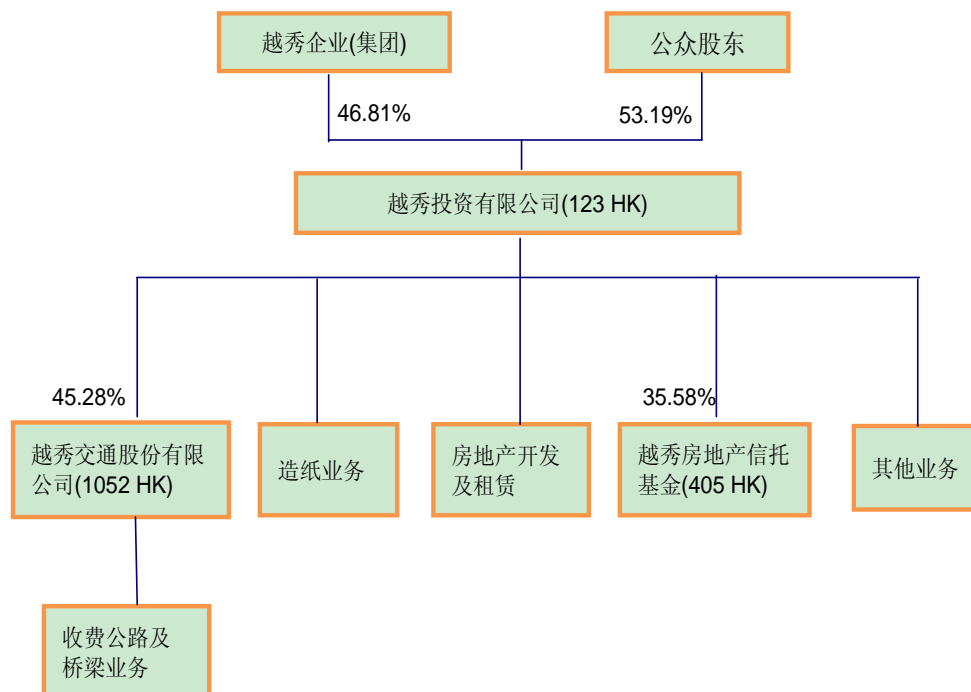 越秀企业(集团)
公众股东
46.81%
53.19%
越秀投资有限公司(123 HK)
45.28%
35.58%
越秀交通股份有限
公司(1052 HK)
造纸业务
房地产开发
及租赁
越秀房地产信托
基金(405 HK)
其他业务
收费公路及
桥梁业务